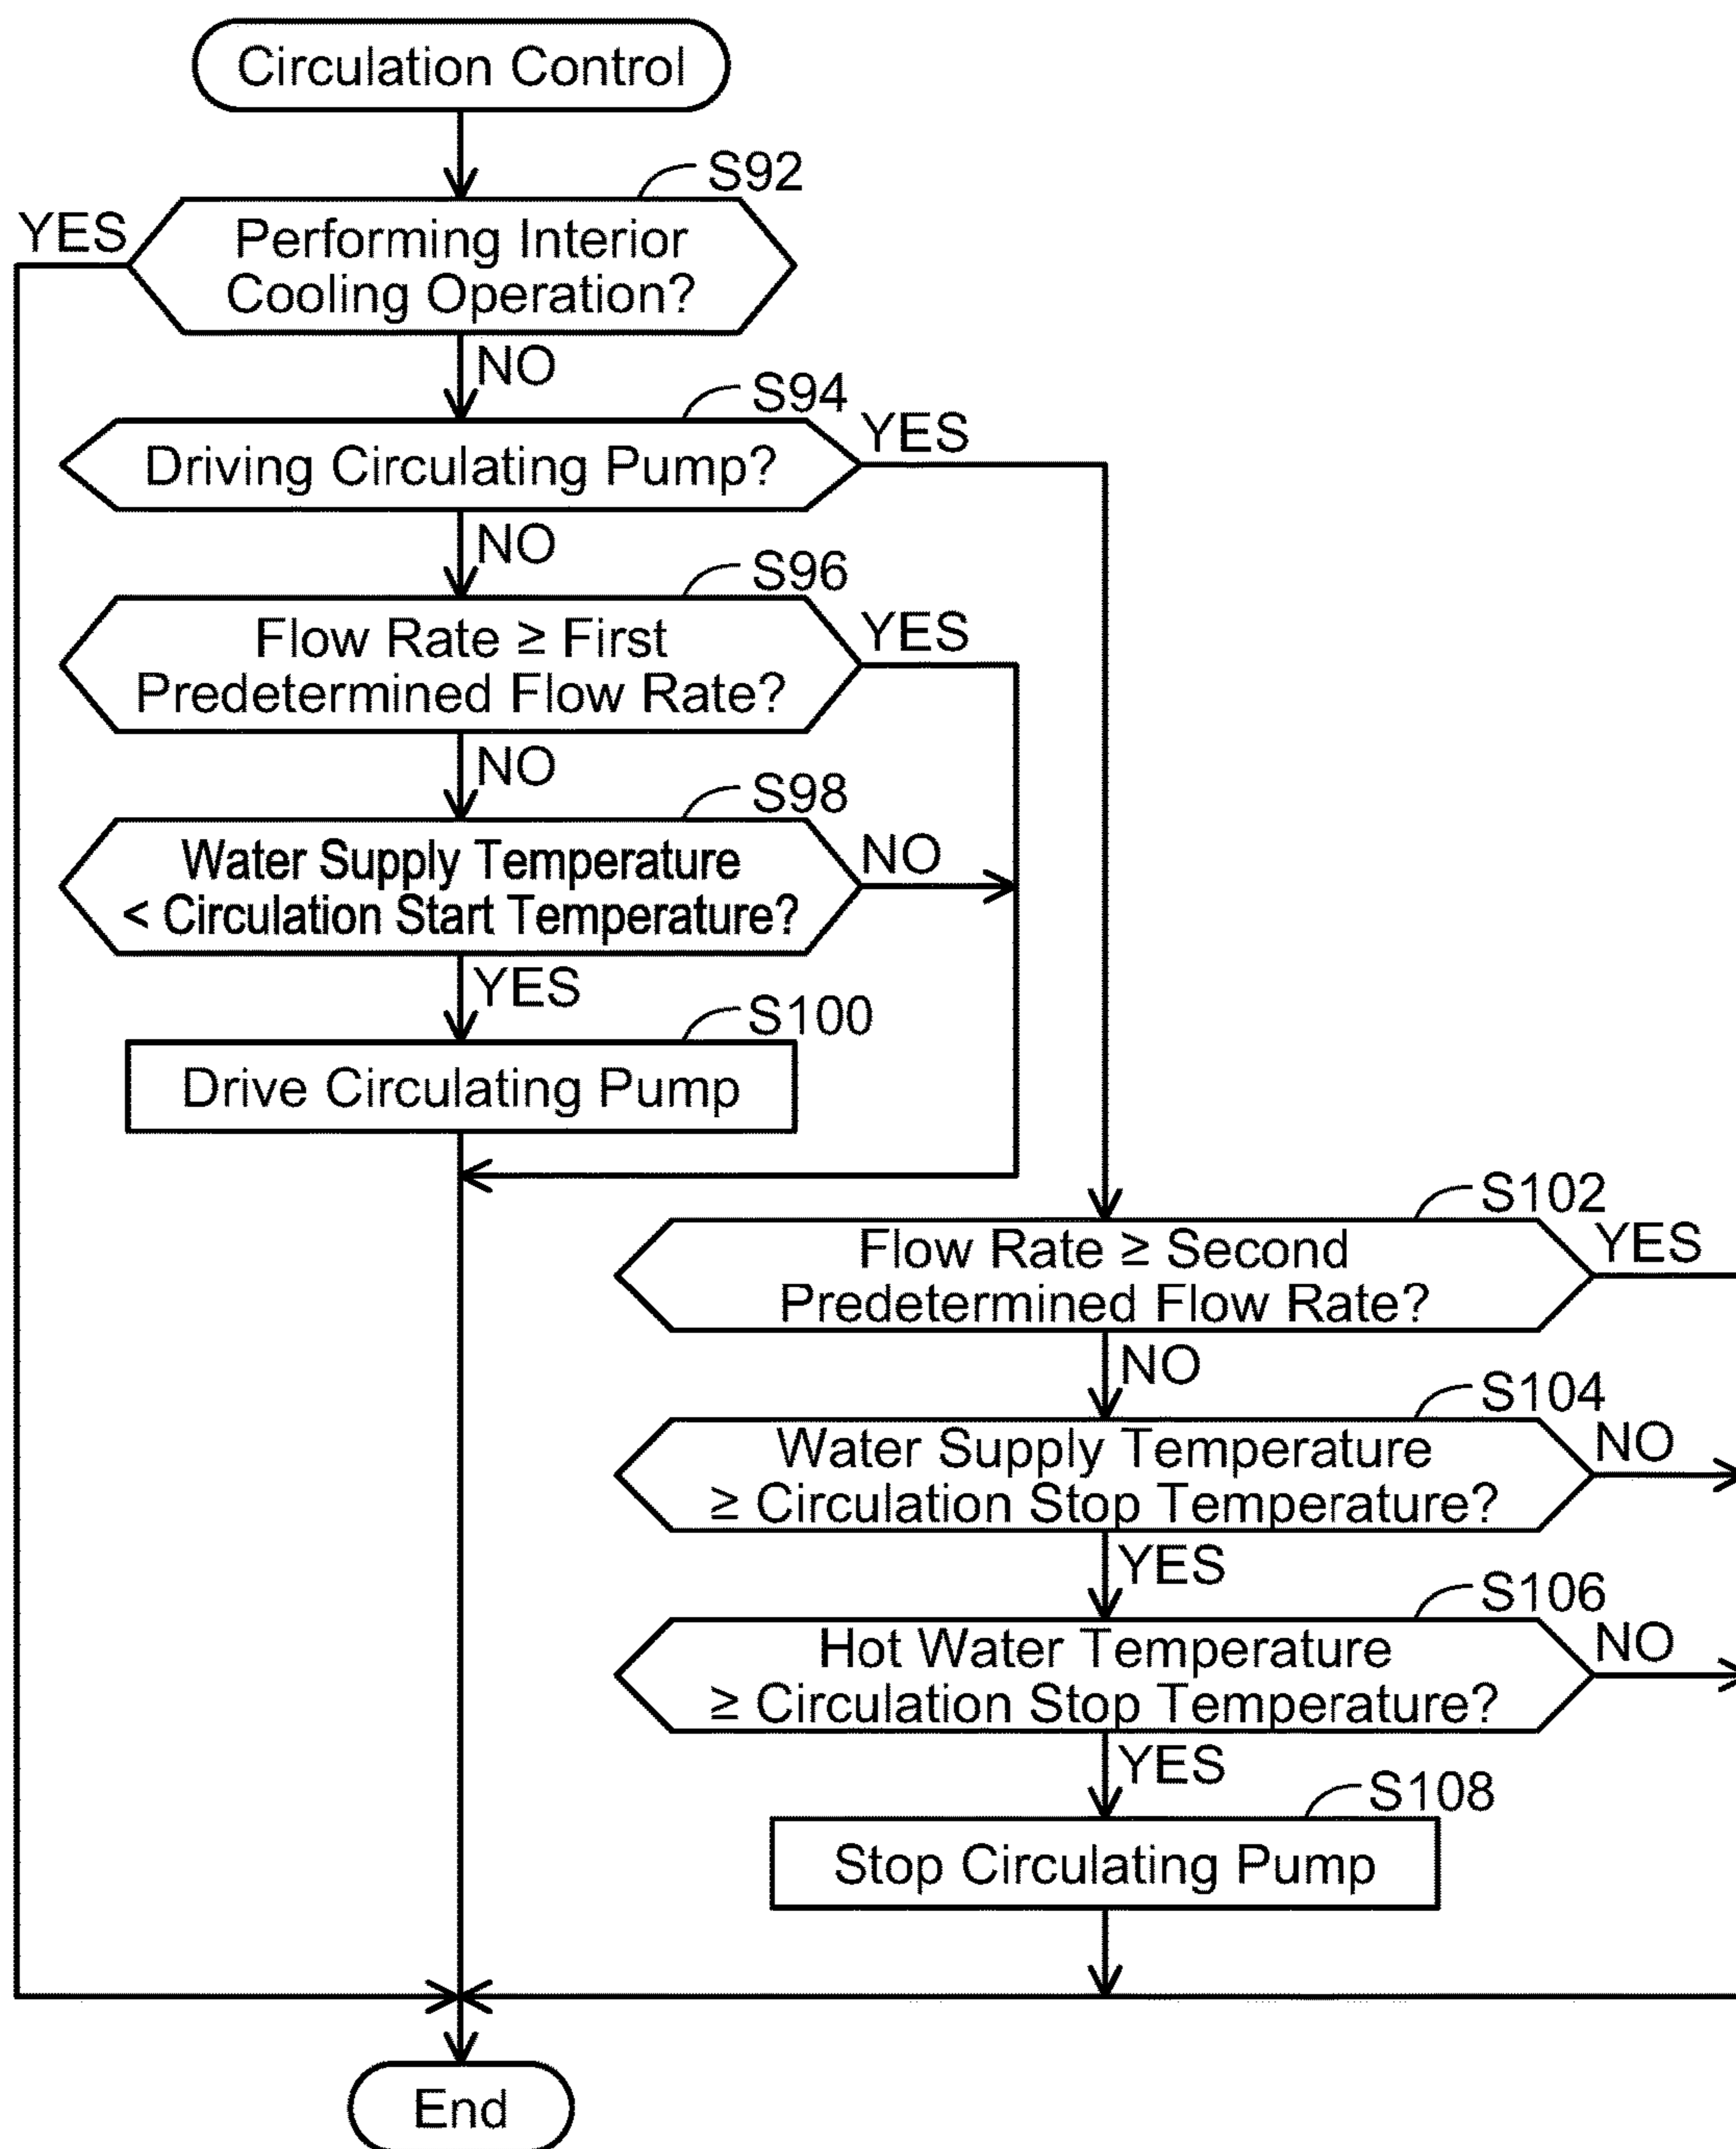 Circulation Control
S92
YES
Performing Interior
Cooling Operation?
NO
S94
YES
Driving Circulating Pump?
NO
S96
YES
Flow Rate ≥ First
Predetermined Flow Rate?
NO
S98
Water Supply Temperature
< Circulation Start Temperature?
NO
YES
S100
Drive Circulating Pump
S102
Flow Rate ≥ Second
Predetermined Flow Rate?
YES
NO
S104
Water Supply Temperature
≥ Circulation Stop Temperature?
NO
YES
S106
Hot Water Temperature
≥ Circulation Stop Temperature?
NO
YES
S108
Stop Circulating Pump
End